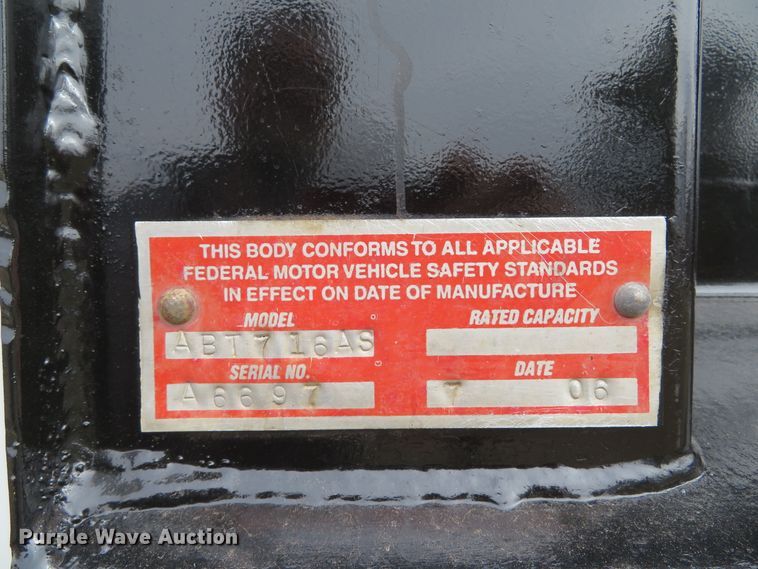 THIS BODY CONFORMS TO ALL APPLICABLE
FEDERAL MOTOR VEHICLE SAFETY STANDARDS
IN EFFECT ON DATE OF MANUFACTURE
MODEL
ABT716AS
SERIAL NO.
A6697
RATED CAPACITY
DATE
7 06
Purple Wave Auction